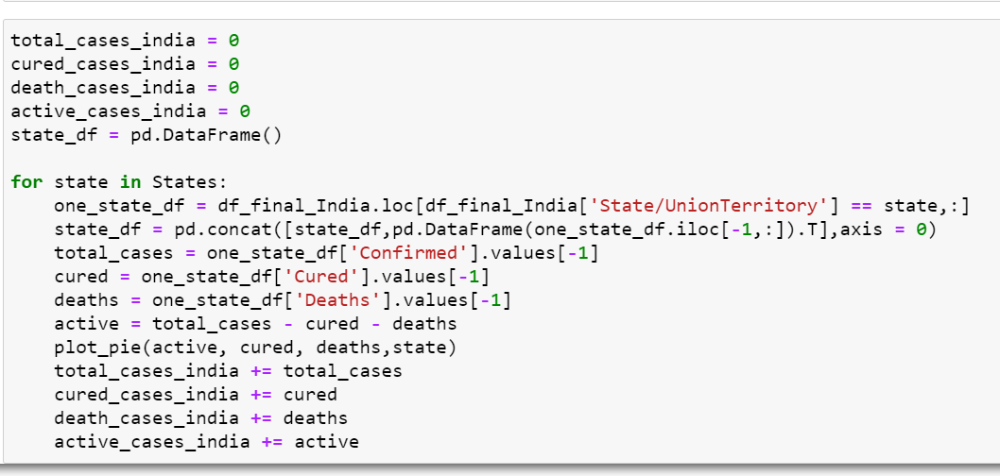 total_cases_india = 0
cured_cases_india = 0
death_cases_india = 0
active_cases_india = 0
state_df = pd.DataFrame()

for state in States:
    one_state_df = df_final_India.loc[df_final_India['State/UnionTerritory'] == state,:]
    state_df = pd.concat([state_df,pd.DataFrame(one_state_df.iloc[-1,:]).T],axis = 0)
    total_cases = one_state_df['Confirmed'].values[-1]
    cured = one_state_df['Cured'].values[-1]
    deaths = one_state_df['Deaths'].values[-1]
    active = total_cases - cured - deaths
    plot_pie(active, cured, deaths,state)
    total_cases_india += total_cases
    cured_cases_india += cured
    death_cases_india += deaths
    active_cases_india += active